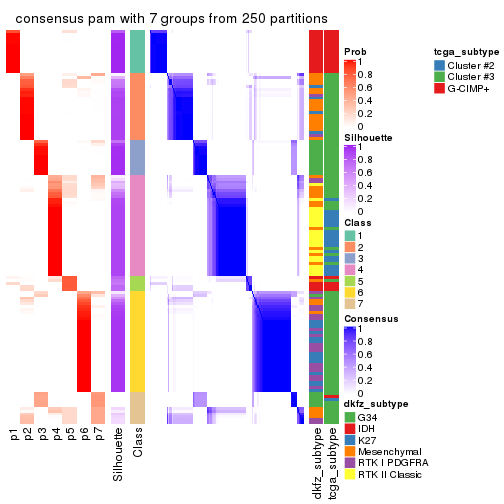 consensus pam with 7 groups from 250 partitions
Prob
1
0.8
0.6
0.4
0.2
0
Silhouette
1
0.8
0.6
0.4
0.2
0
Class
1
2
3
4
5
6
7
Consensus
1
0.8
0.6
0.4
0.2
0
dkfz_subtype
G34
IDH
K27
Mesenchymal
RTK I PDGFRA
RTK II Classic
tcga_subtype
Cluster #2
Cluster #3
G-CIMP+
p1
p2
p3
p4
p5
p6
p7
Silhouette
Class
dkfz_subtype
tcga_subtype